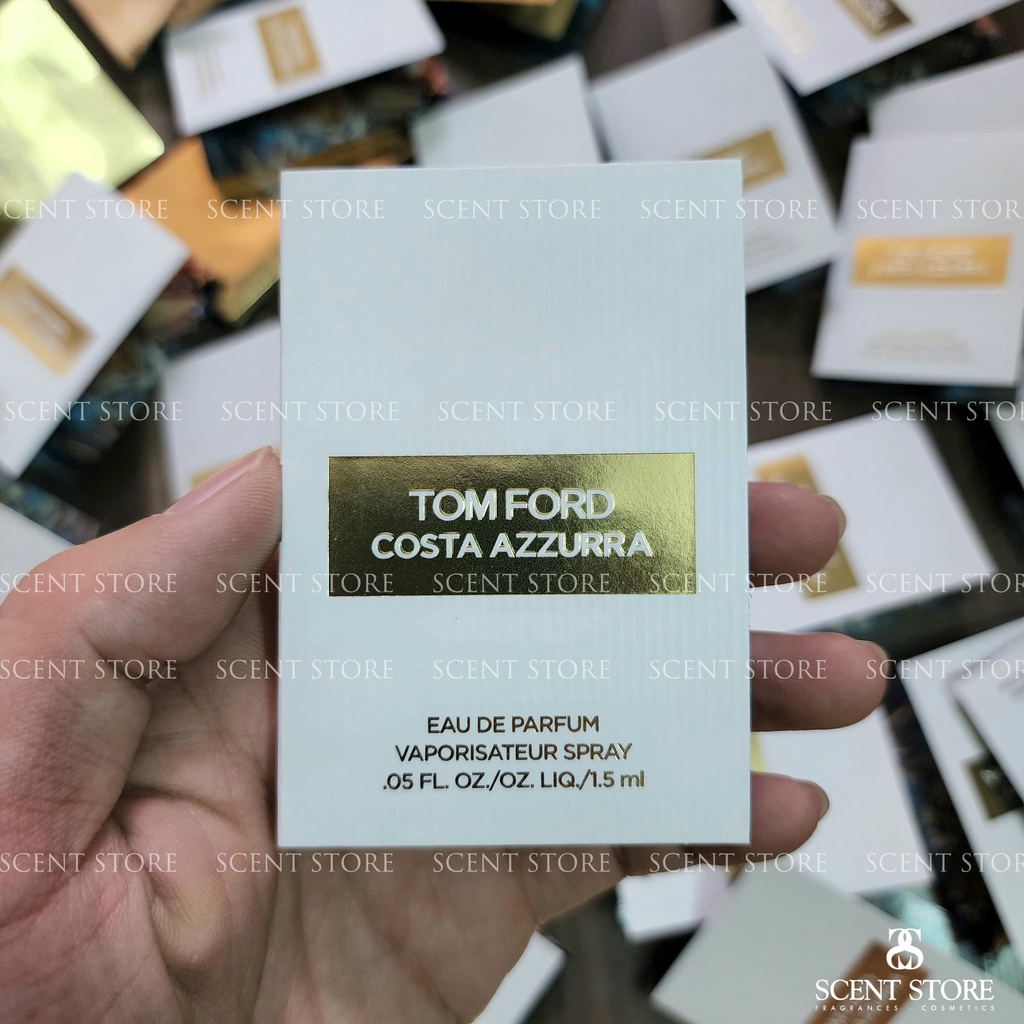 SCENT STORE SCENT STORE SCENT STORE SCENT STORE SCENT STORE
SCENT STORE SCENT STORE SCENT STORE SCENT STORE SCENT STORE
TOM FORD
COSTA AZZURRA
SCENT STORE SCENT STORE SCENT STORE SCENT STORE SCENT STORE
SCENT STORE SCENT STORE SCENT STORE SCENT STORE SCENT STORE
EAU DE PARFUM
VAPORISATEUR SPRAY
.05 FL. OZ./OZ. LIQ./1.5 ml
SCENT STORE SCENT STORE SCENT STORE SCENT STORE SCENT STORE
SCENT STORE
FRAGRANCES - COSMETICS